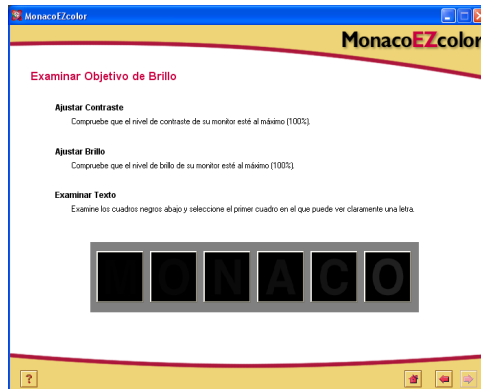 MonacoEZcolor
MonacoEZcolor
Examinar Objetivo de Brillo
Ajustar Contraste
Compruebe que el nivel de contraste de su monitor esté al máximo (100%).
Ajustar Brillo
Compruebe que el nivel de brillo de su monitor esté al máximo (100%).
Examinar Texto
Examine los cuadros negros abajo y seleccione el primer cuadro en el que puede ver claramente una letra.
MONACO
?